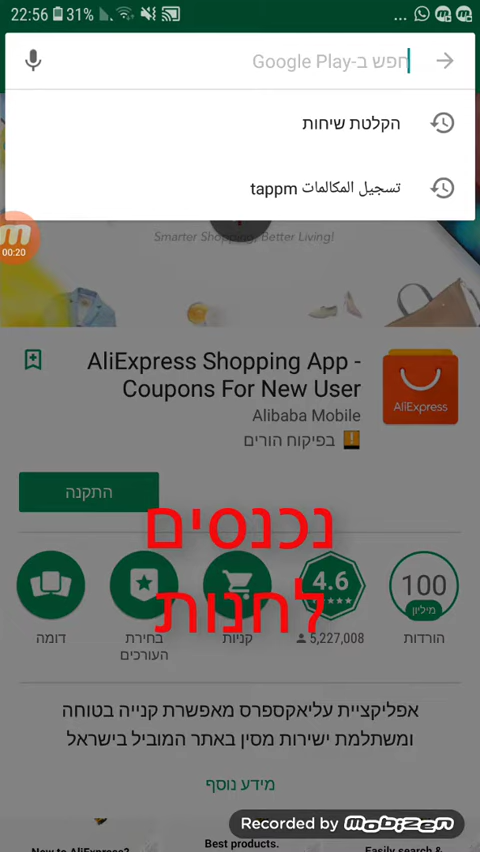 22:56 31% ...
חפש ב-Google Play
הקלטת שיחות
تسجيل المكالمات tappm
00:20
Smarter Shopping, Better Living!
AliExpress Shopping App -
Coupons For New User
Alibaba Mobile
בפיקוח הורים
AliExpress
התקנה
נכנסים
לחנות
100
מיליון
4.6
הורדות
5,227,008
קניות
בחירת
העורכים
דומה
אפליקציית עליאקספרס מאפשרת קנייה בטוחה
ומשתלמת ישירות מסין באתר המוביל בישראל
מידע נוסף
Recorded by mobizen
New to AliExpress?
Best products.
Easily search &